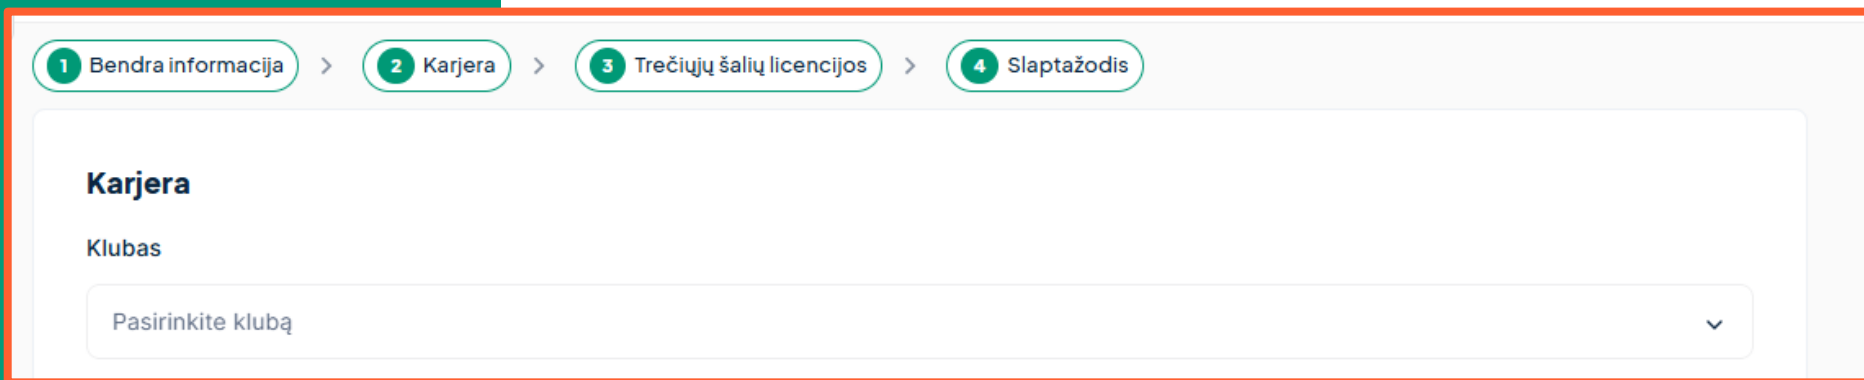 1 Bendra informacija > 2 Karjera > 3 Trečiųjų šalių licencijos > 4 Slaptažodis
Karjera
Klubas
Pasirinkite klubą